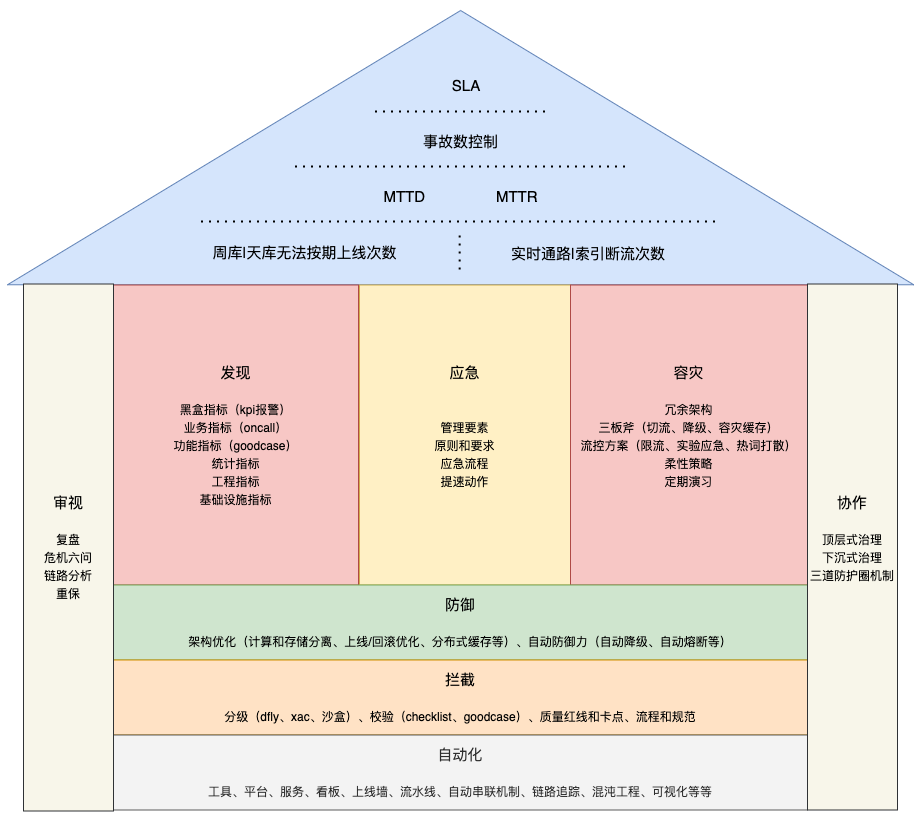 SLA
事故数控制
MTTD MTTR
周库|天库无法按期上线次数
实时通路|索引断流次数
审视
复盘
危机六问
链路分析
重保
发现
黑盒指标（kpi报警）
业务指标（oncall）
功能指标（goodcase）
统计指标
工程指标
基础设施指标
应急
管理要素
原则和要求
应急流程
提速动作
容灾
冗余架构
三板斧（切流、降级、容灾缓存）
流控方案（限流、实验应急、热词打散）
柔性策略
定期演习
协作
顶层式治理
下沉式治理
三道防护圈机制
防御
架构优化（计算和存储分离、上线/回滚优化、分布式缓存等）、自动防御力（自动降级、自动熔断等）
拦截
分级（dfly、xac、沙盒）、校验（checklist、goodcase）、质量红线和卡点、流程和规范
自动化
工具、平台、服务、看板、上线墙、流水线、自动串联机制、链路追踪、混沌工程、可视化等等